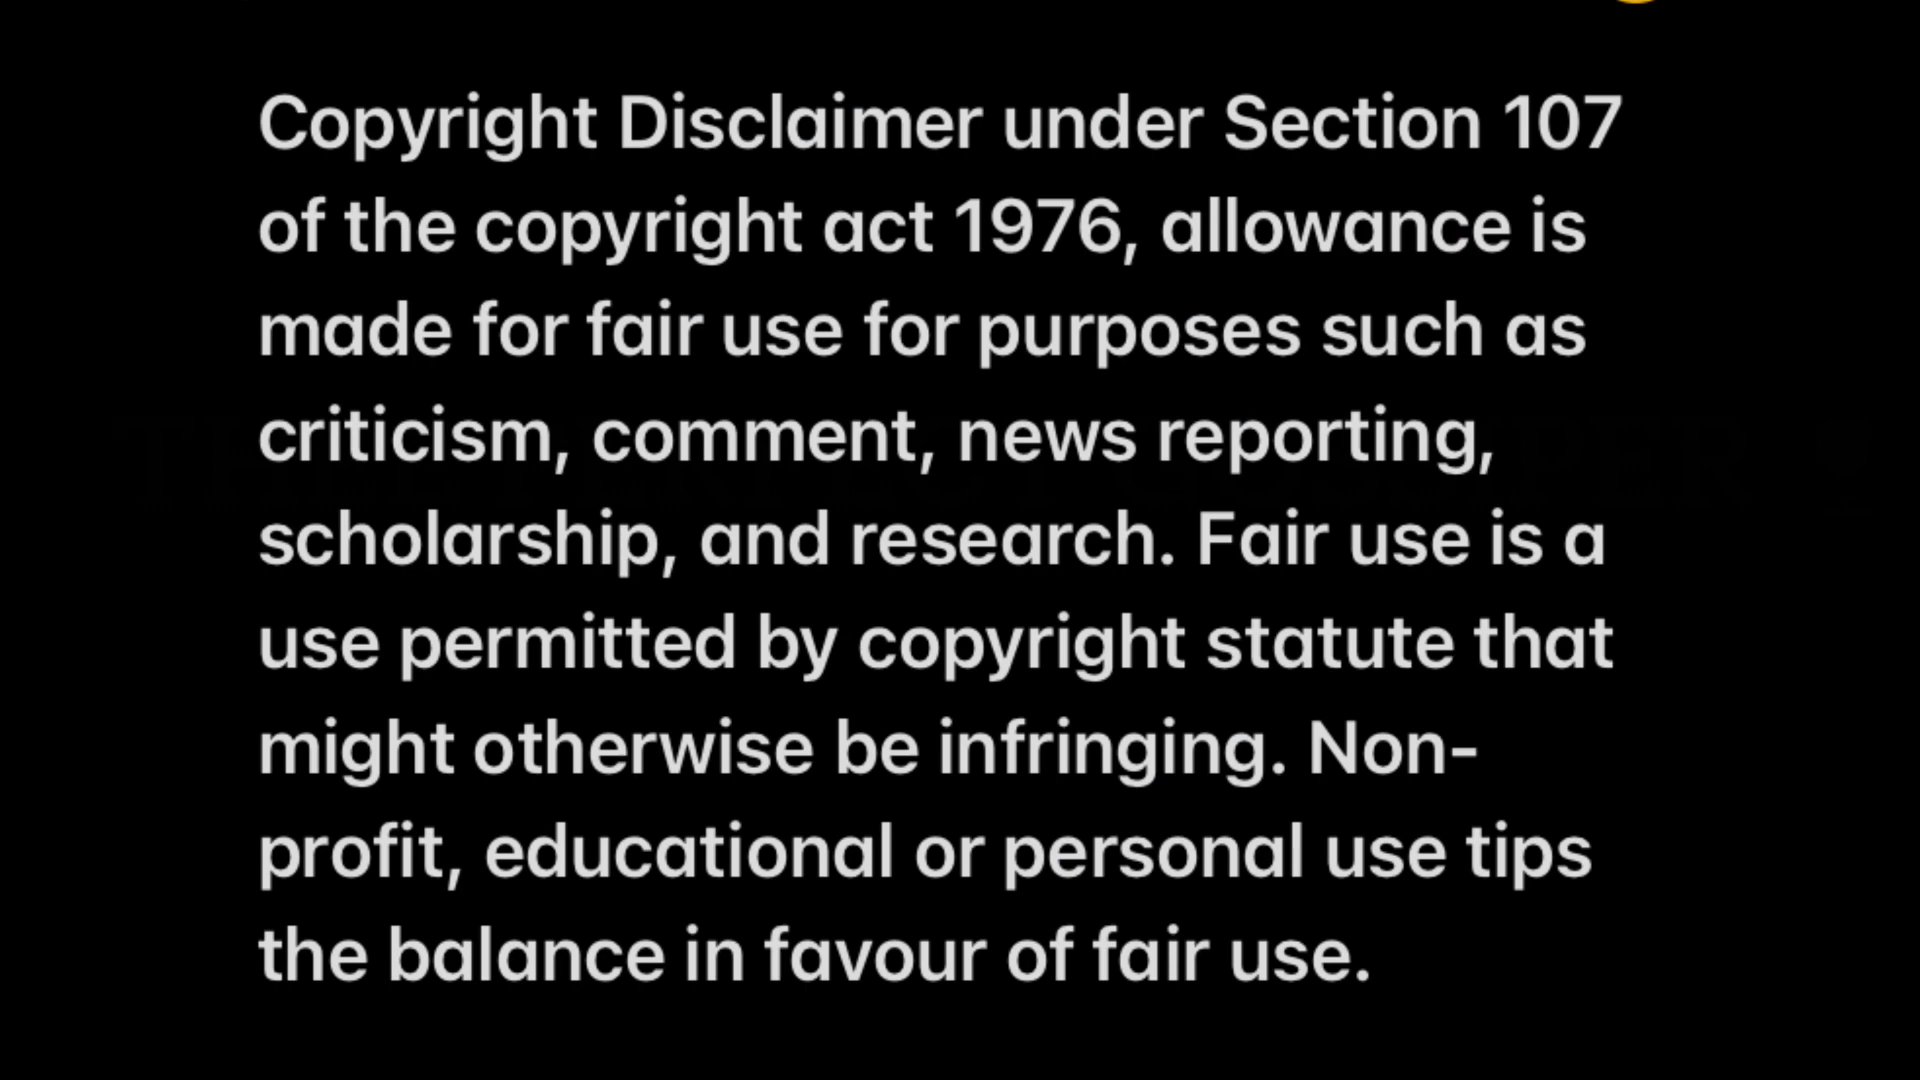 Copyright Disclaimer under Section 107
of the copyright act 1976, allowance is
made for fair use for purposes such as
criticism, comment, news reporting,
scholarship, and research. Fair use is a
use permitted by copyright statute that
might otherwise be infringing. Non-
profit, educational or personal use tips
the balance in favour of fair use.